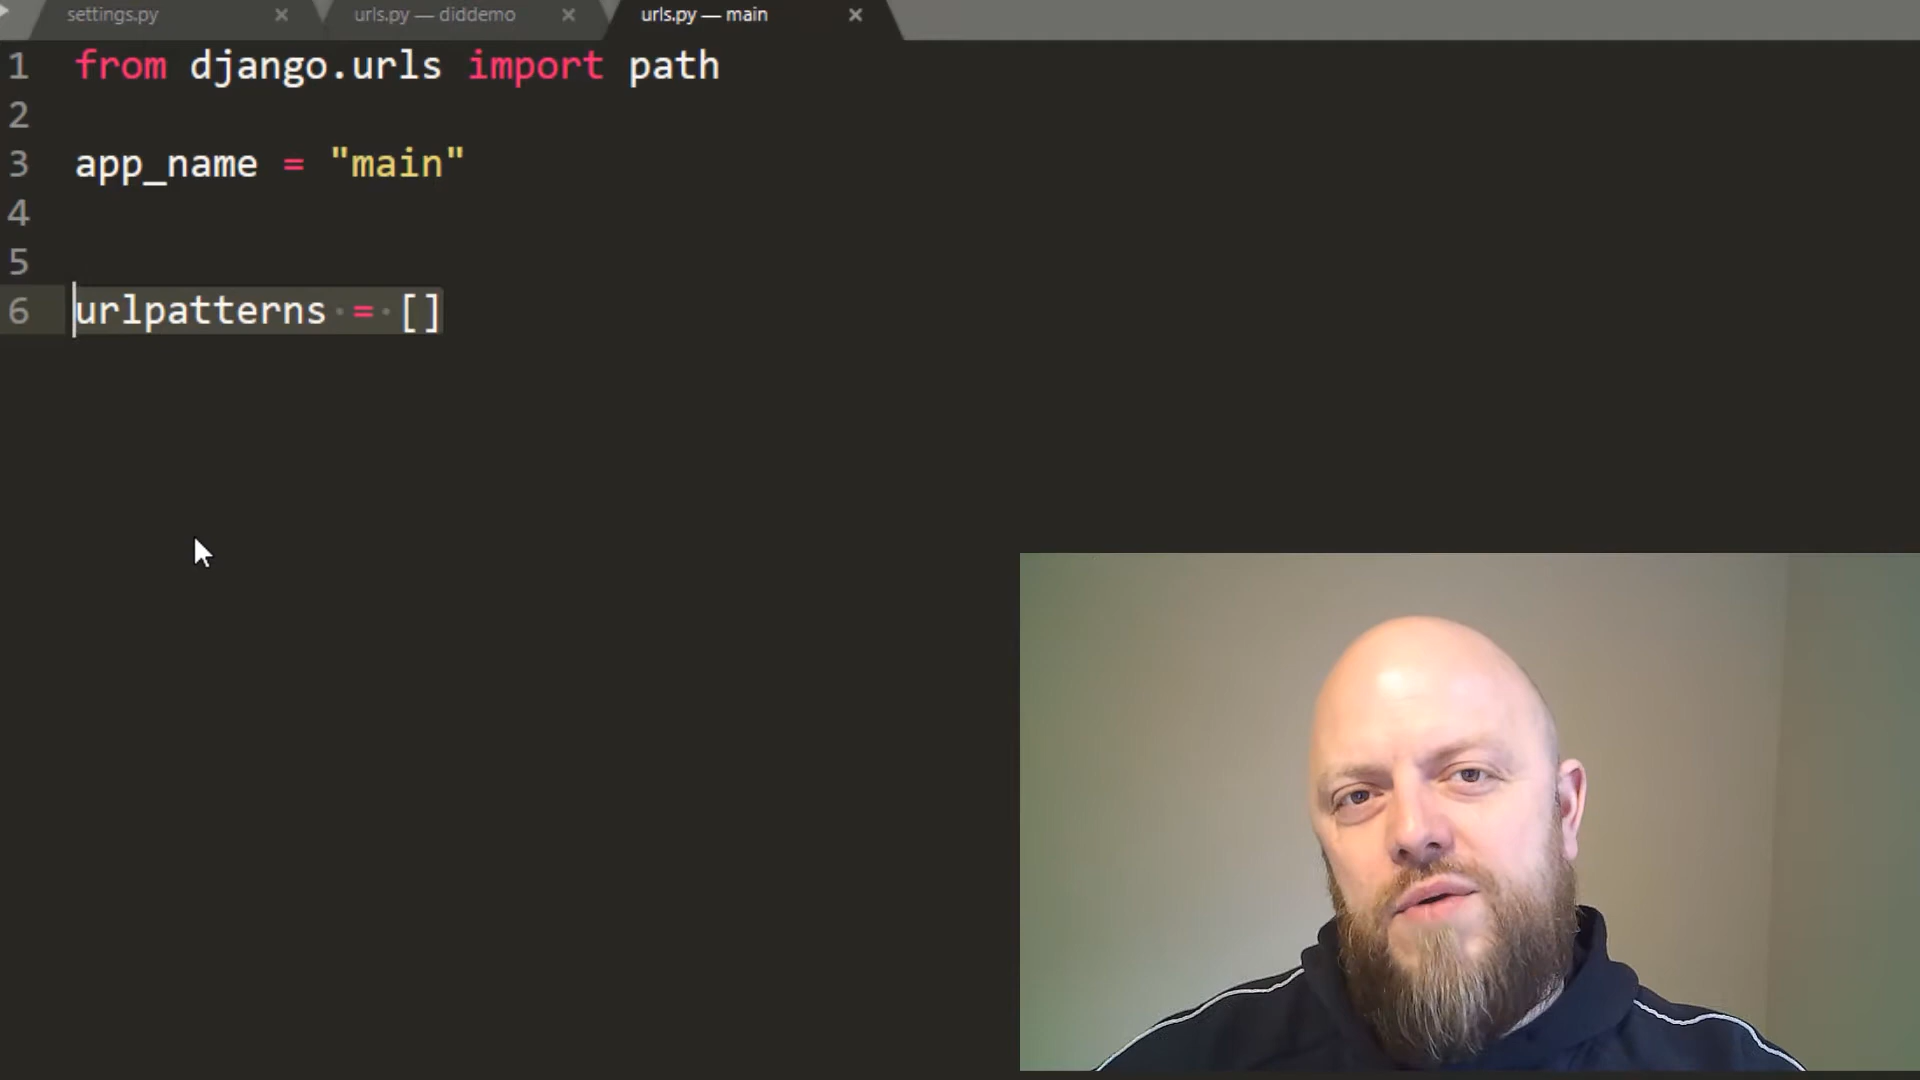 settings.py × urls.py — diddemo × urls.py — main ×
1 from django.urls import path
2
3 app_name = "main"
4
5
6 urlpatterns = []